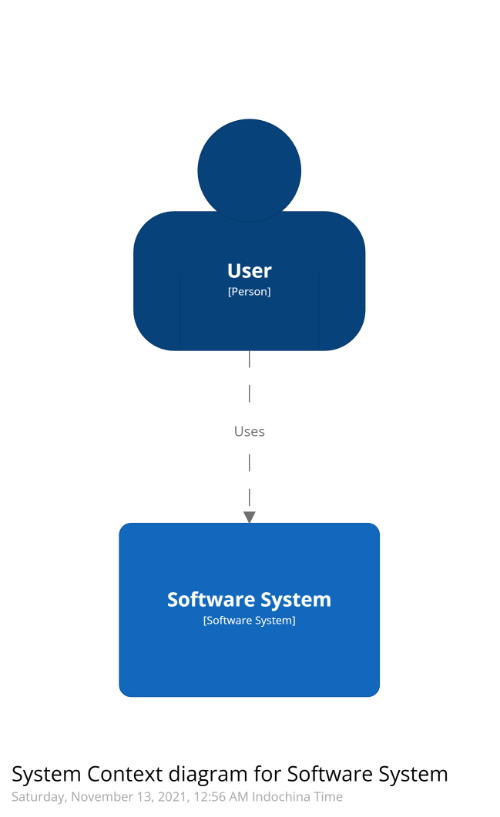 User
[Person]
Uses
Software System
[Software System]
System Context diagram for Software System
Saturday, November 13, 2021, 12:56 AM Indochina Time